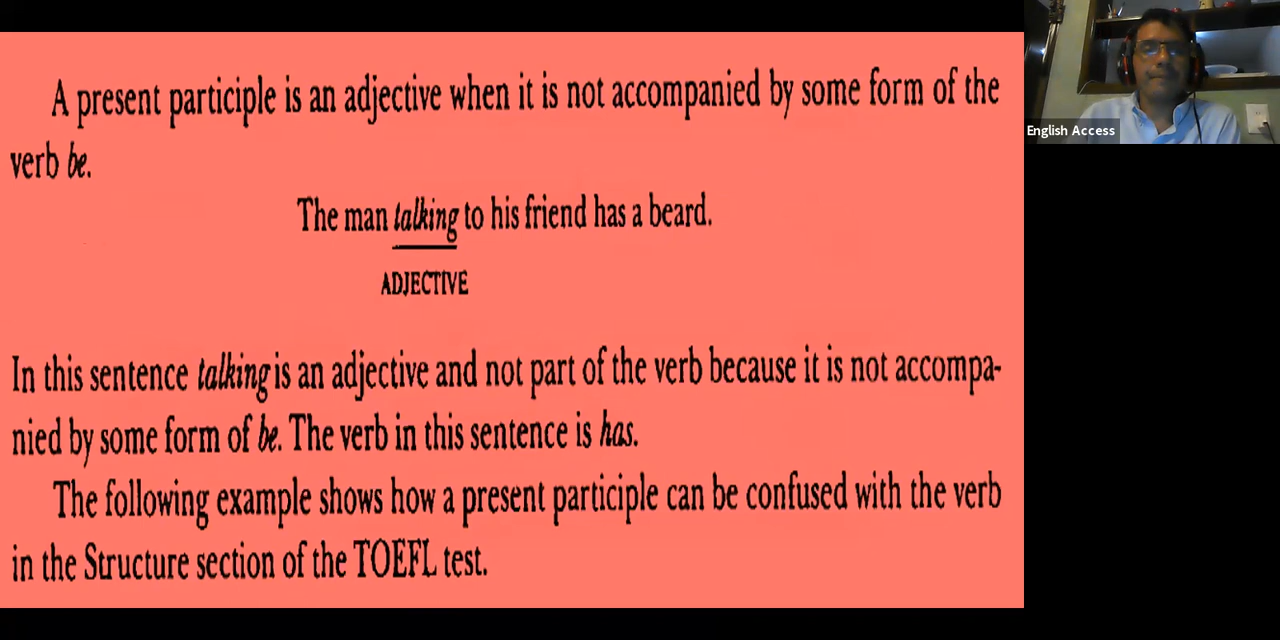 A present participle is an adjective when it is not accompanied by some form of the
verb be.
The man talking to his friend has a beard.
ADJECTIVE
In this sentence talking is an adjective and not part of the verb because it is not accompa-
nied by some form of be. The verb in this sentence is has.
The following example shows how a present participle can be confused with the verb
in the Structure section of the TOEFL test.
English Access